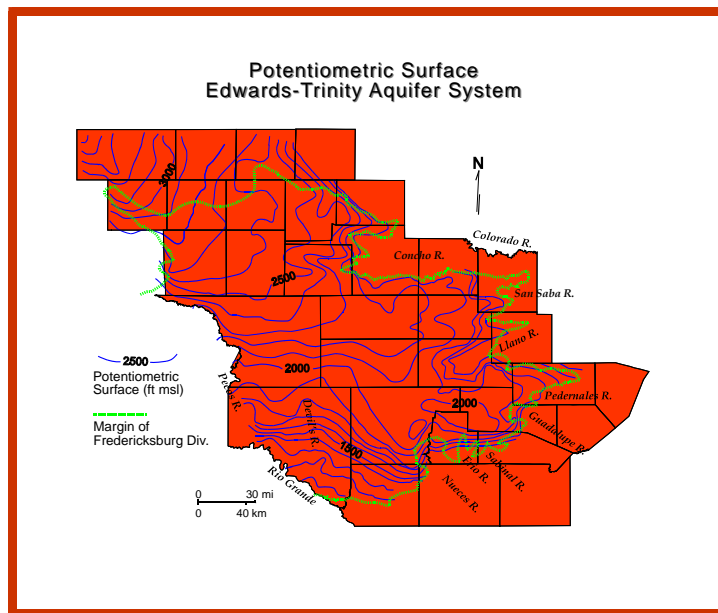 Potentiometric Surface
Edwards-Trinity Aquifer System
N
3000
Colorado R.
Concho R.
2500
San Saba R.
Llano R.
2500
Potentiometric
Surface (ft msl)
2000
Pecos R.
Devil's R.
2000
Pedernales R.
Margin of
Fredericksburg Div.
Guadalupe R.
1500
Sabinal R.
Frio R.
Nueces R.
Rio Grande
0 30 mi
0 40 km